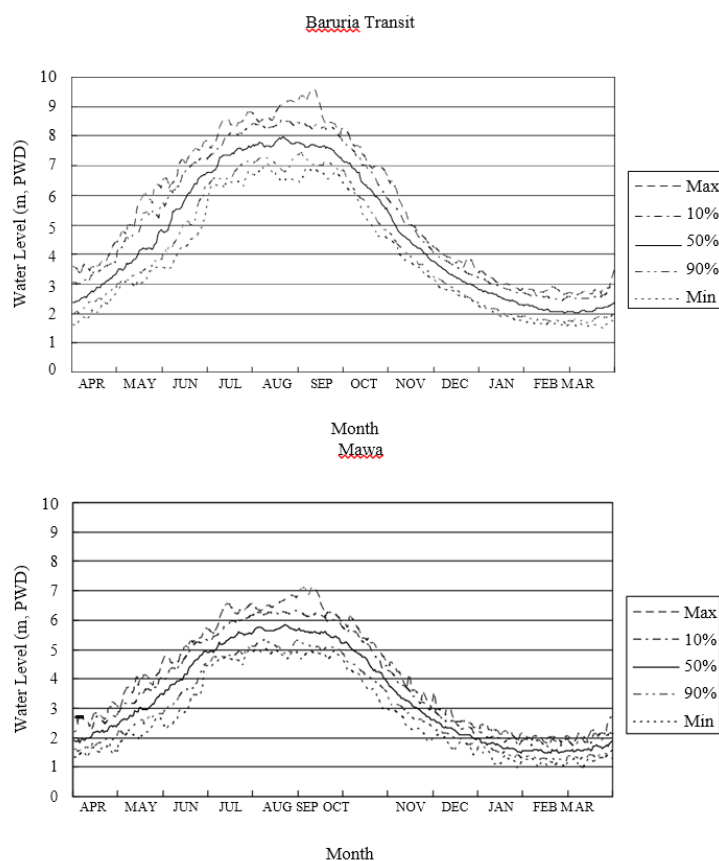 Baruria Transit
Water Level (m, PWD)
10
9
8
7
6
5
4
3
2
1
0
APR MAY JUN JUL AUG SEP OCT NOV DEC JAN FEB MAR
Month
Max
10%
50%
90%
Min
Mawa
Water Level (m, PWD)
10
9
8
7
6
5
4
3
2
1
0
APR MAY JUN JUL AUG SEP OCT NOV DEC JAN FEB MAR
Month
Max
10%
50%
90%
Min